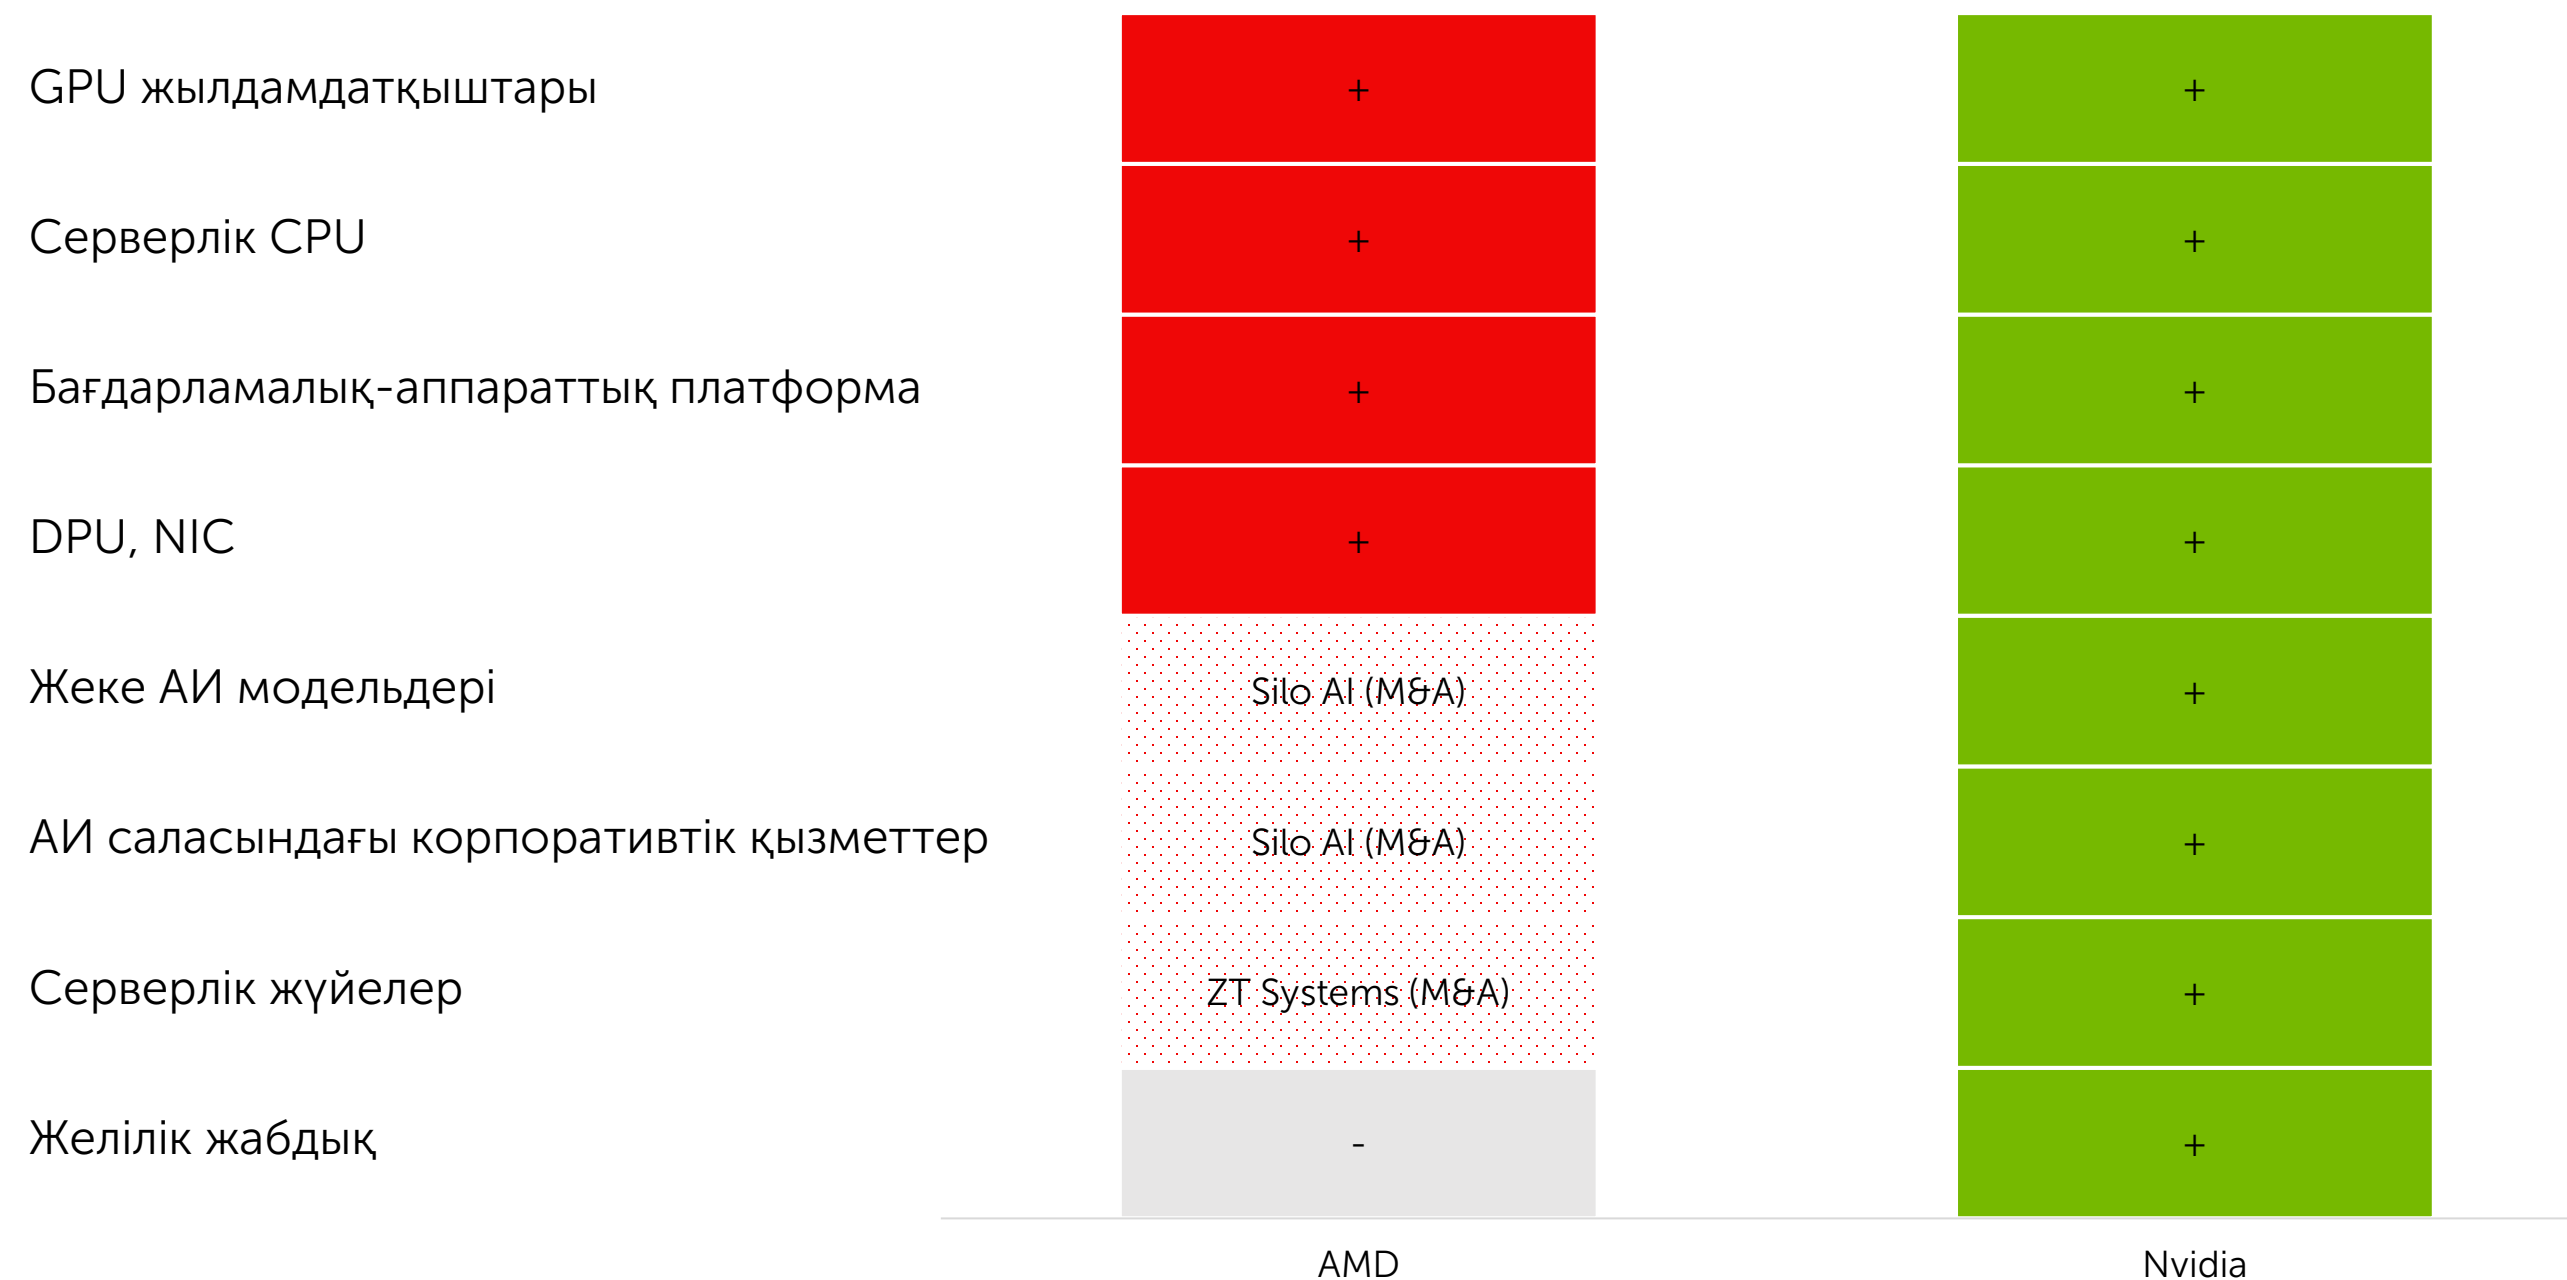 GPU жылдамдатқыштары + +
Серверлік CPU + +
Бағдарламалық-аппараттық платформа + +
DPU, NIC + +
Жеке АИ модельдері Silo AI (M&A) +
АИ саласындағы корпоративтік қызметтер Silo AI (M&A) +
Серверлік жүйелер ZT Systems (M&A) +
Желілік жабдық - +
AMD Nvidia